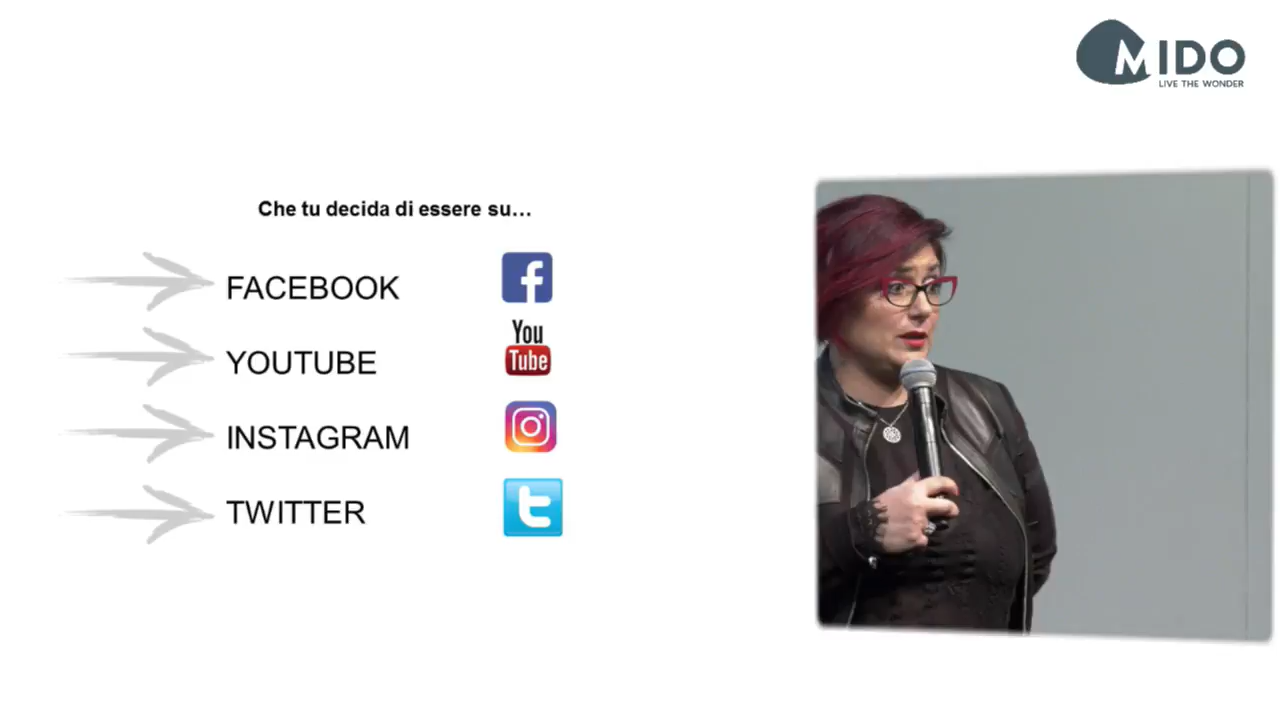 MIDO
LIVE THE WONDER
Che tu decida di essere su...
FACEBOOK
f
YOUTUBE
You
Tube
INSTAGRAM
TWITTER
t